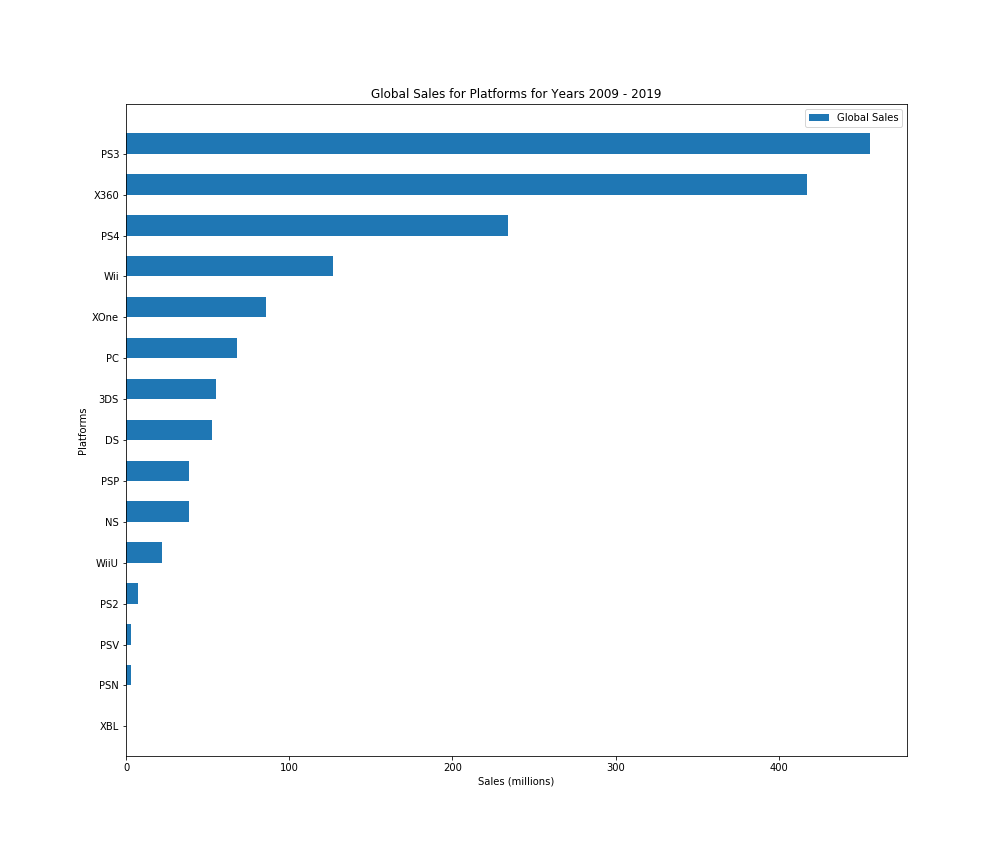 Global Sales for Platforms for Years 2009 - 2019
Global Sales
PS3
X360
PS4
Wii
XOne
PC
3DS
DS
PSP
NS
WiiU
PS2
PSV
PSN
XBL
Platforms
0 100 200 300 400
Sales (millions)